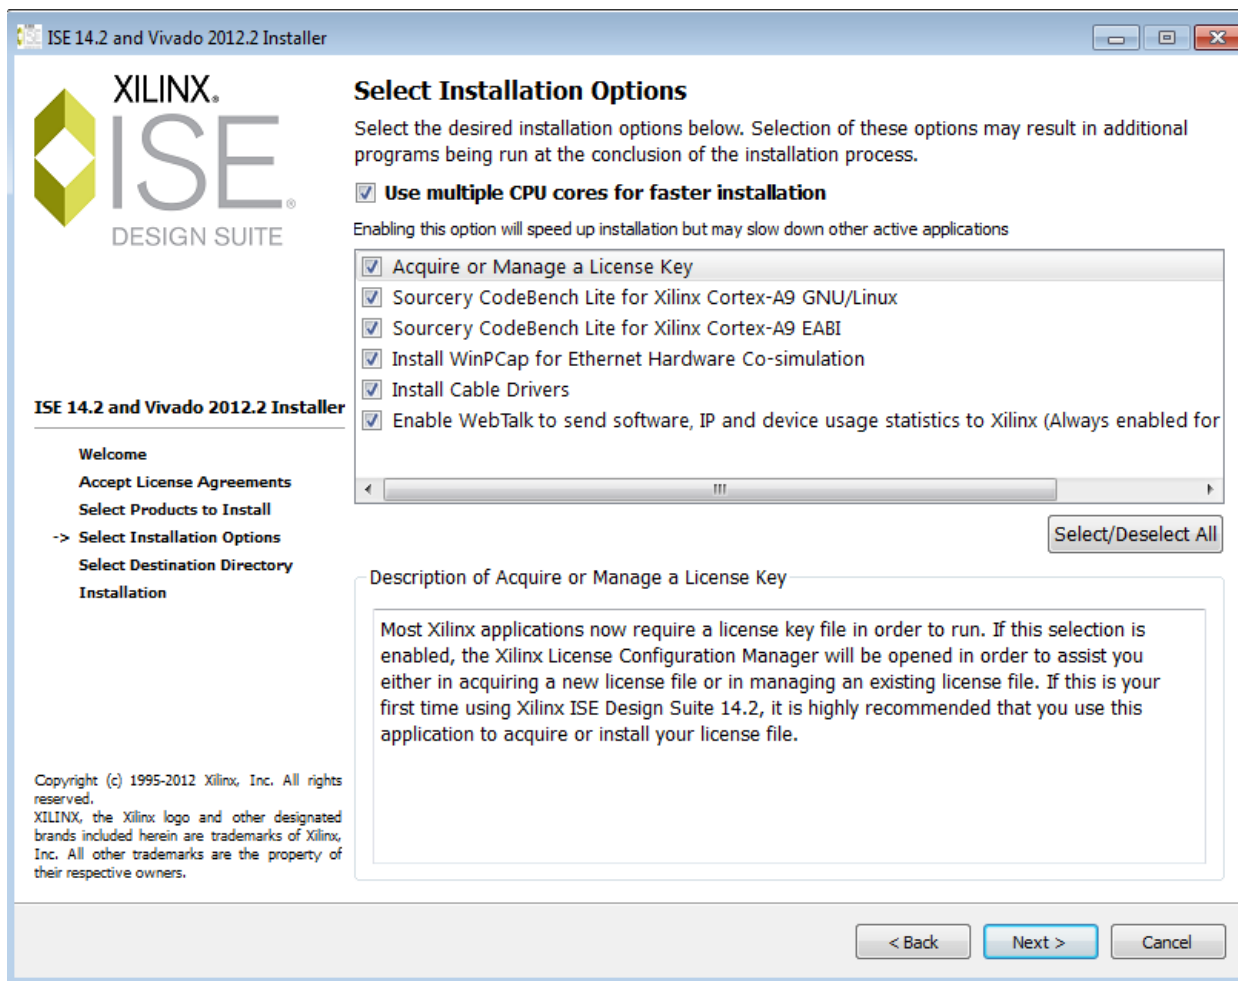 ISE 14.2 and Vivado 2012.2 Installer
XILINX®
ISE®
DESIGN SUITE
ISE 14.2 and Vivado 2012.2 Installer
Welcome
Accept License Agreements
Select Products to Install
-> Select Installation Options
Select Destination Directory
Installation
Copyright (c) 1995-2012 Xilinx, Inc. All rights
reserved.
XILINX, the Xilinx logo and other designated
brands included herein are trademarks of Xilinx,
Inc. All other trademarks are the property of
their respective owners.
Select Installation Options
Select the desired installation options below. Selection of these options may result in additional
programs being run at the conclusion of the installation process.
Use multiple CPU cores for faster installation
Enabling this option will speed up installation but may slow down other active applications
Acquire or Manage a License Key
Sourcery CodeBench Lite for Xilinx Cortex-A9 GNU/Linux
Sourcery CodeBench Lite for Xilinx Cortex-A9 EABI
Install WinPCap for Ethernet Hardware Co-simulation
Install Cable Drivers
Enable WebTalk to send software, IP and device usage statistics to Xilinx (Always enabled for
Select/Deselect All
Description of Acquire or Manage a License Key
Most Xilinx applications now require a license key file in order to run. If this selection is
enabled, the Xilinx License Configuration Manager will be opened in order to assist you
either in acquiring a new license file or in managing an existing license file. If this is your
first time using Xilinx ISE Design Suite 14.2, it is highly recommended that you use this
application to acquire or install your license file.
< Back
Next >
Cancel